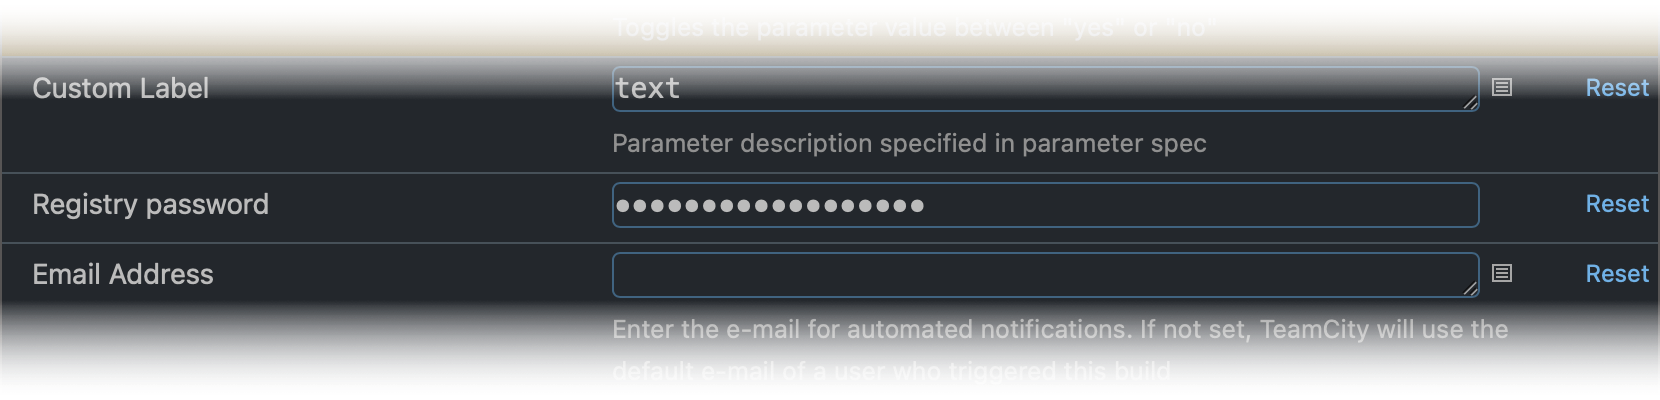 Toggles the parameter value between "yes" or "no"
Custom Label text Reset
Parameter description specified in parameter spec
Registry password ●●●●●●●●●●●●●●●●●● Reset
Email Address Reset
Enter the e-mail for automated notifications. If not set, TeamCity will use the
default e-mail of a user who triggered this build